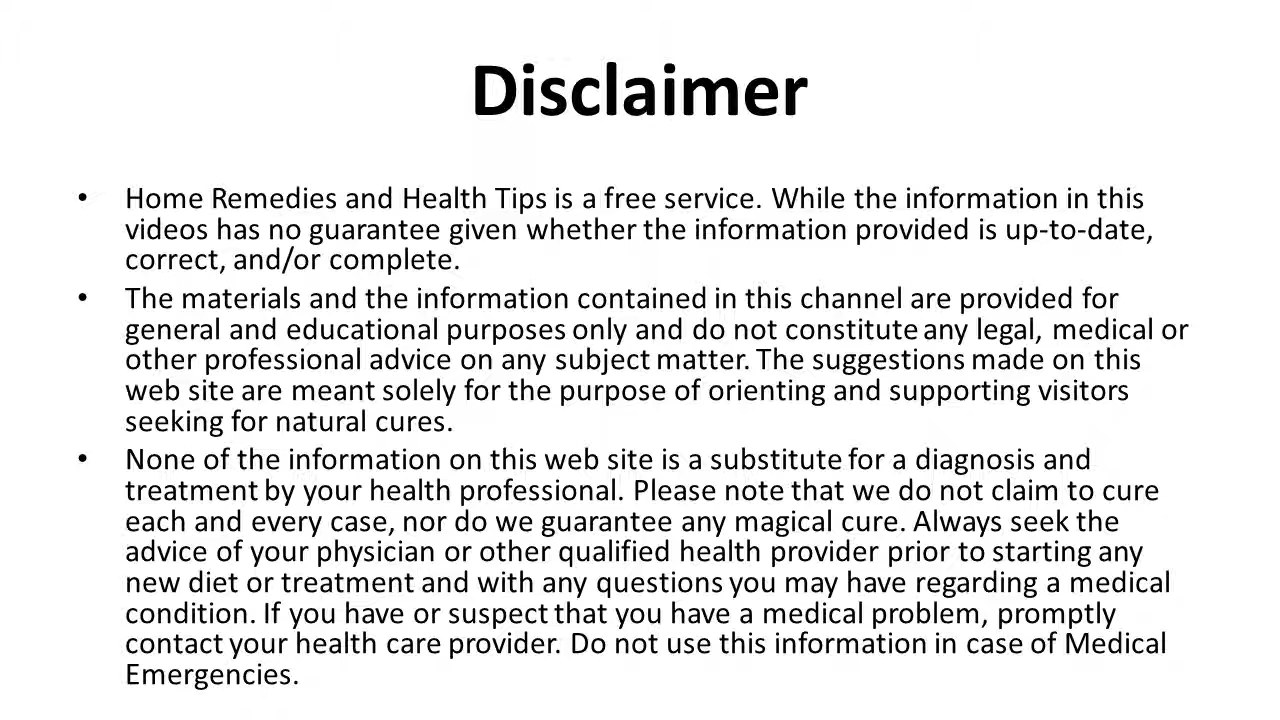 Disclaimer
• Home Remedies and Health Tips is a free service. While the information in this
videos has no guarantee given whether the information provided is up-to-date,
correct, and/or complete.
• The materials and the information contained in this channel are provided for
general and educational purposes only and do not constitute any legal, medical or
other professional advice on any subject matter. The suggestions made on this
web site are meant solely for the purpose of orienting and supporting visitors
seeking for natural cures.
• None of the information on this web site is a substitute for a diagnosis and
treatment by your health professional. Please note that we do not claim to cure
each and every case, nor do we guarantee any magical cure. Always seek the
advice of your physician or other qualified health provider prior to starting any
new diet or treatment and with any questions you may have regarding a medical
condition. If you have or suspect that you have a medical problem, promptly
contact your health care provider. Do not use this information in case of Medical
Emergencies.